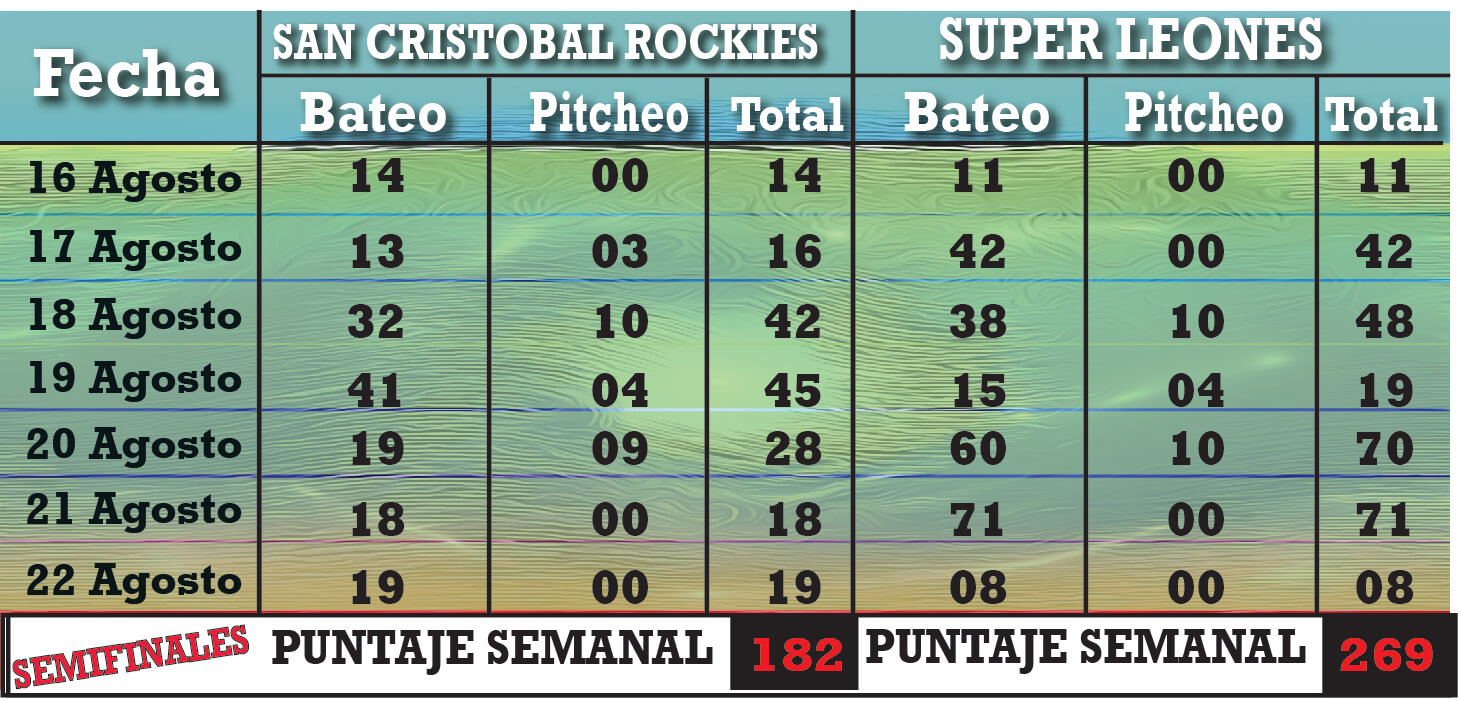 Fecha SAN CRISTOBAL ROCKIES SUPER LEONES
Bateo Pitcheo Total Bateo Pitcheo Total
16 Agosto 14 00 14 11 00 11
17 Agosto 13 03 16 42 00 42
18 Agosto 32 10 42 38 10 48
19 Agosto 41 04 45 15 04 19
20 Agosto 19 09 28 60 10 70
21 Agosto 18 00 18 71 00 71
22 Agosto 19 00 19 08 00 08
SEMIFINALES PUNTAJE SEMANAL 182 PUNTAJE SEMANAL 269